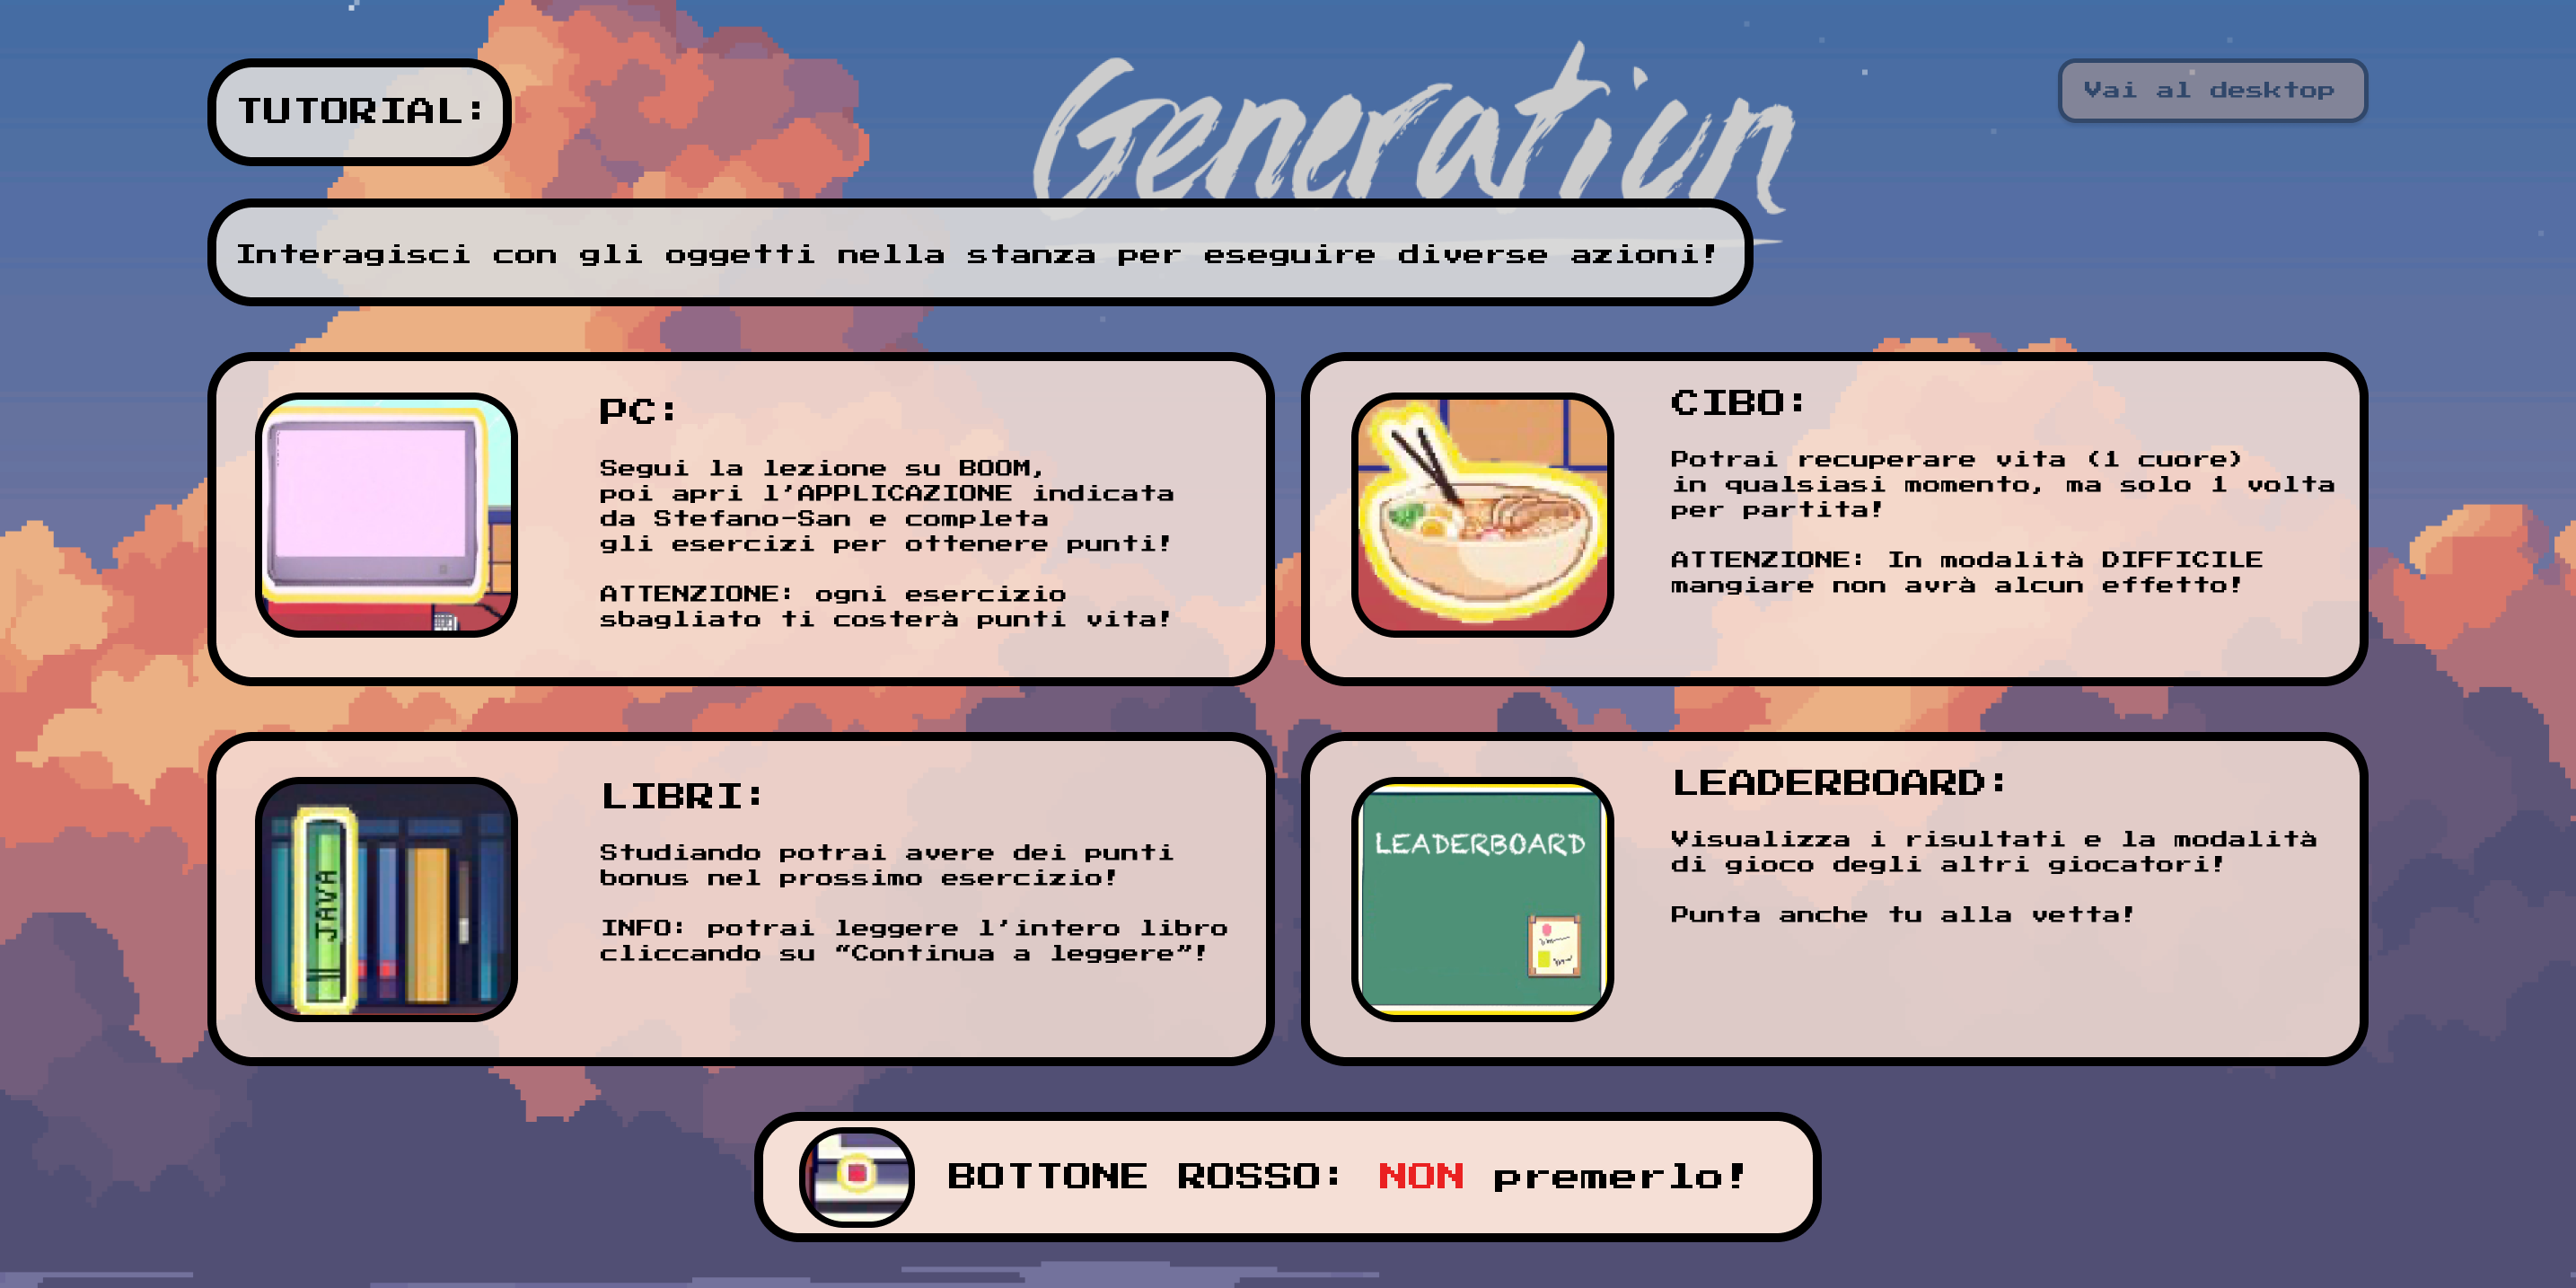 TUTORIAL:
Generation
Vai al desktop
Interagisci con gli oggetti nella stanza per eseguire diverse azioni!
PC:
Segui la lezione su BOOM,
poi apri l'APPLICAZIONE indicata
da Stefano-San e completa
gli esercizi per ottenere punti!
ATTENZIONE: ogni esercizio
sbagliato ti costerà punti vita!
CIBO:
Potrai recuperare vita (1 cuore)
in qualsiasi momento, ma solo 1 volta
per partita!
ATTENZIONE: In modalità DIFFICILE
mangiare non avrà alcun effetto!
JAVA
LIBRI:
Studiando potrai avere dei punti
bonus nel prossimo esercizio!
INFO: potrai leggere l'intero libro
cliccando su “Continua a leggere”!
LEADERBOARD
LEADERBOARD:
Visualizza i risultati e la modalità
di gioco degli altri giocatori!
Punta anche tu alla vetta!
BOTTONE ROSSO: NON premerlo!